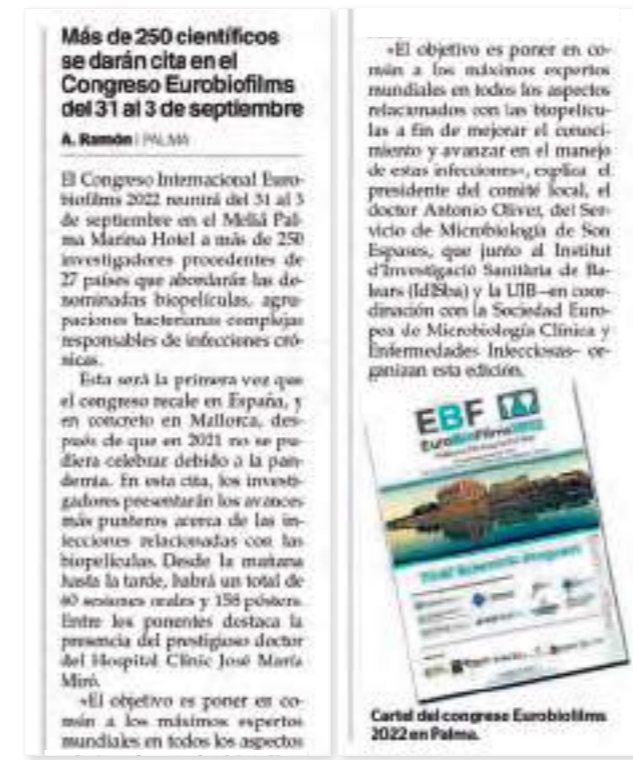 Más de 250 científicos
se darán cita en el
Congreso Eurobiofilms
del 31 al 3 de septiembre
A. Ramón | PALMA
El Congreso Internacional Euro-
biofilms 2022 reunirá del 31 al 3
de septiembre en el Meliá Pal-
ma Marina Hotel a más de 250
investigadores procedentes de
27 países que abordarán las de-
nominadas biopelículas, agru-
paciones bacterianas complejas
responsables de infecciones cró-
nicas.
Esta será la primera vez que
el congreso recale en España, y
en concreto en Mallorca, des-
pués de que en 2021 no se pu-
diera celebrar debido a la pan-
demia. En esta cita, los investi-
gadores presentarán los avances
más punteros acerca de las in-
fecciones relacionadas con las
biopelículas. Desde la mañana
hasta la tarde, habrá un total de
60 sesiones orales y 158 pósters.
Entre los ponentes destaca la
presencia del prestigioso doctor
del Hospital Clínic José María
Miró.
«El objetivo es poner en co-
mún a los máximos expertos
mundiales en todos los aspectos
«El objetivo es poner en co-
mún a los máximos expertos
mundiales en todos los aspectos
relacionados con las biopelícu-
las a fin de mejorar el conoci-
miento y avanzar en el manejo
de estas infecciones», explica el
presidente del comité local, el
doctor Antonio Oliver, del Ser-
vicio de Microbiología de Son
Espases, que junto al Institut
d'Investigació Sanitària de Ba-
lears (IdISba) y la UIB –en coor-
dinación con la Sociedad Euro-
pea de Microbiología Clínica y
Enfermedades Infecciosas– or-
ganizan esta edición.
EBF
EuroBioFilms2022
Final Scientific Program
Cartel del congreso Eurobiofilms
2022 en Palma.